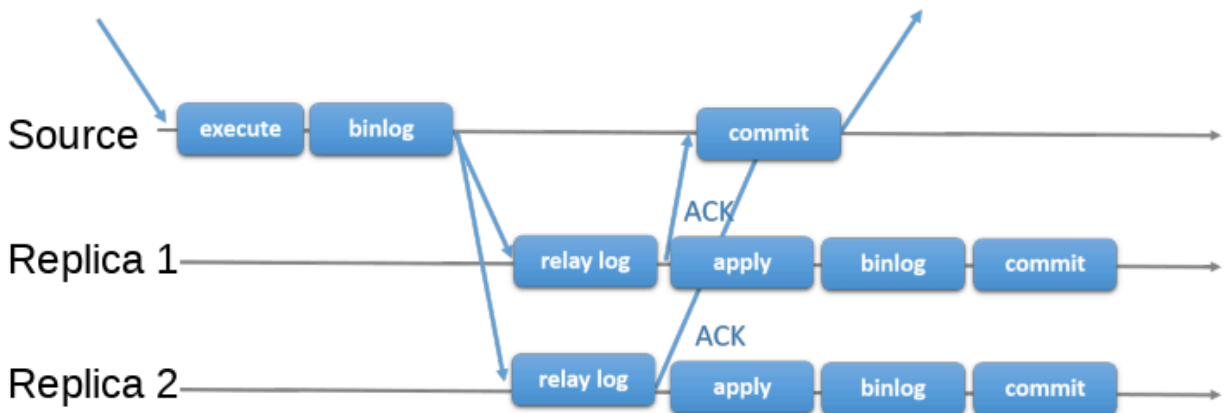 Source execute binlog commit
ACK
Replica 1 relay log apply binlog commit
ACK
Replica 2 relay log apply binlog commit